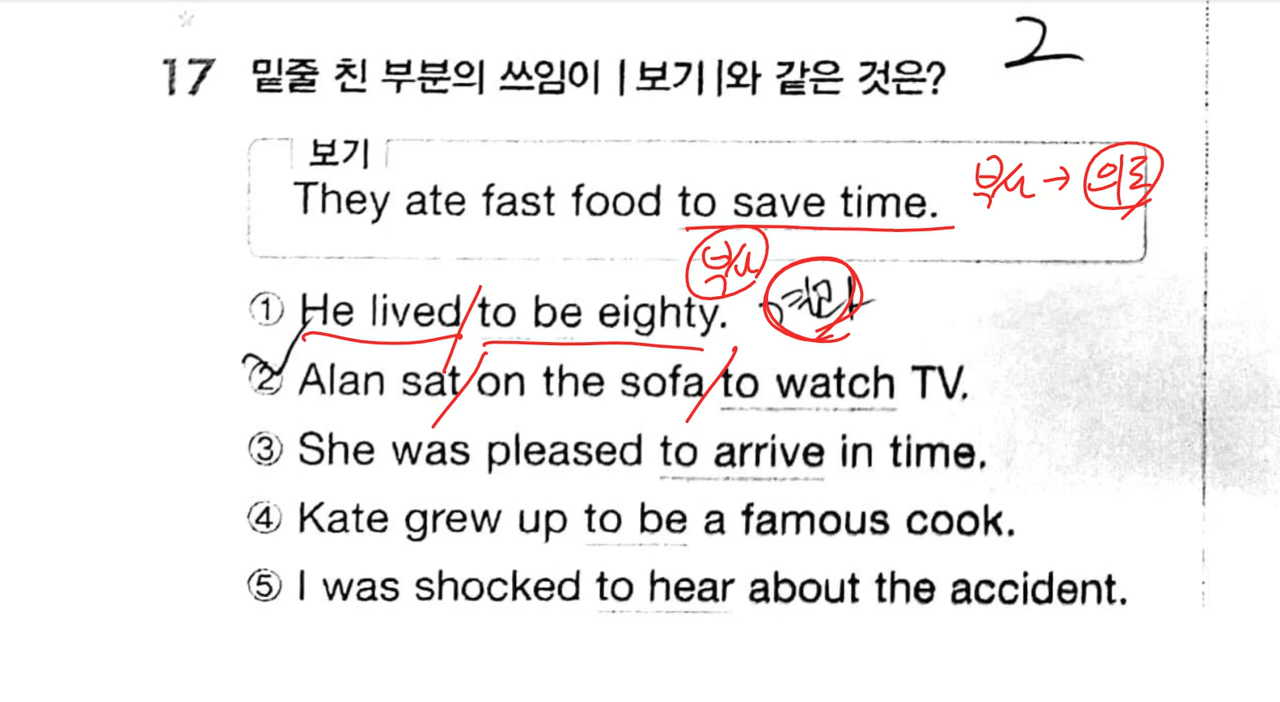 2
17 밑줄 친 부분의 쓰임이 |보기|와 같은 것은?
보기
They ate fast food to save time.
부사 → 의도
부사
① He lived to be eighty. 결과
② Alan sat on the sofa to watch TV.
③ She was pleased to arrive in time.
④ Kate grew up to be a famous cook.
⑤ I was shocked to hear about the accident.